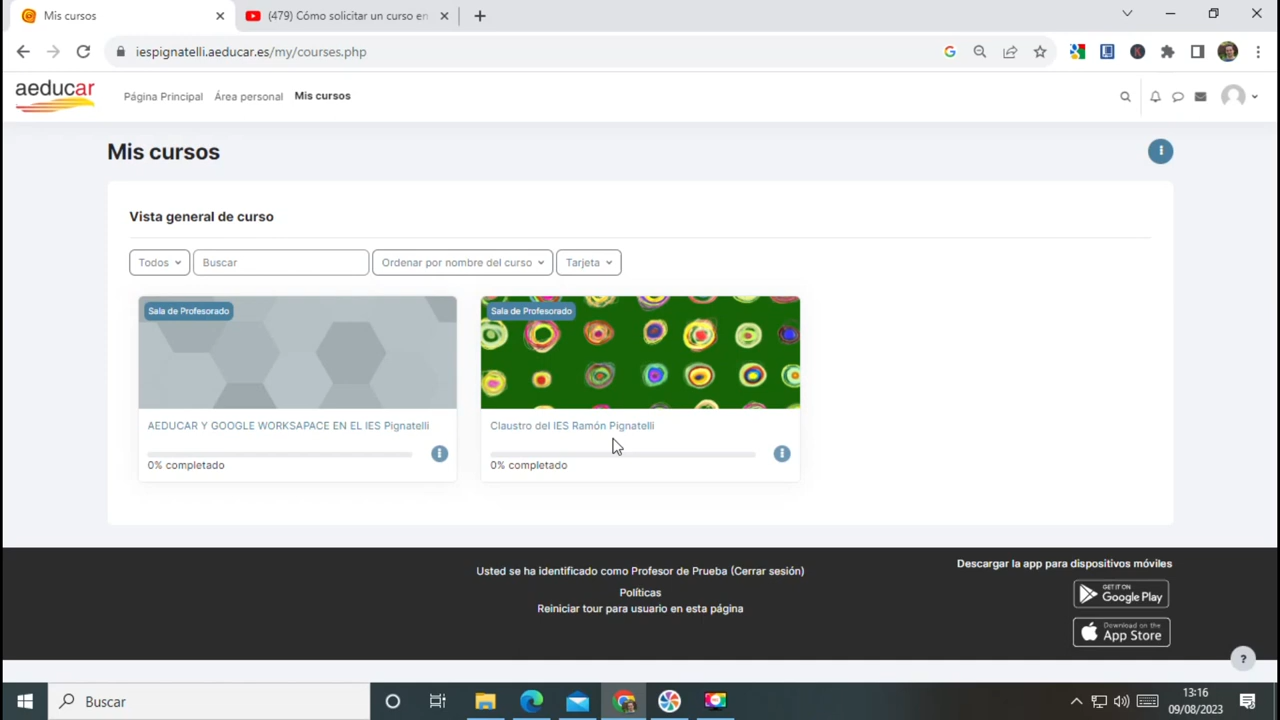 Mis cursos
(479) Cómo solicitar un curso en
iespignatelli.aeducar.es/my/courses.php
aeducar
Página Principal
Área personal
Mis cursos
Mis cursos
Vista general de curso
Todos
Buscar
Ordenar por nombre del curso
Tarjeta
Sala de Profesorado
Sala de Profesorado
AEDUCAR Y GOOGLE WORKSAPACE EN EL IES Pignatelli
Claustro del IES Ramón Pignatelli
0% completado
0% completado
Usted se ha identificado como Profesor de Prueba (Cerrar sesión)
Políticas
Reiniciar tour para usuario en esta página
Descargar la app para dispositivos móviles
GET IT ON
Google Play
Download on the
App Store
?
Buscar
13:16
09/08/2023